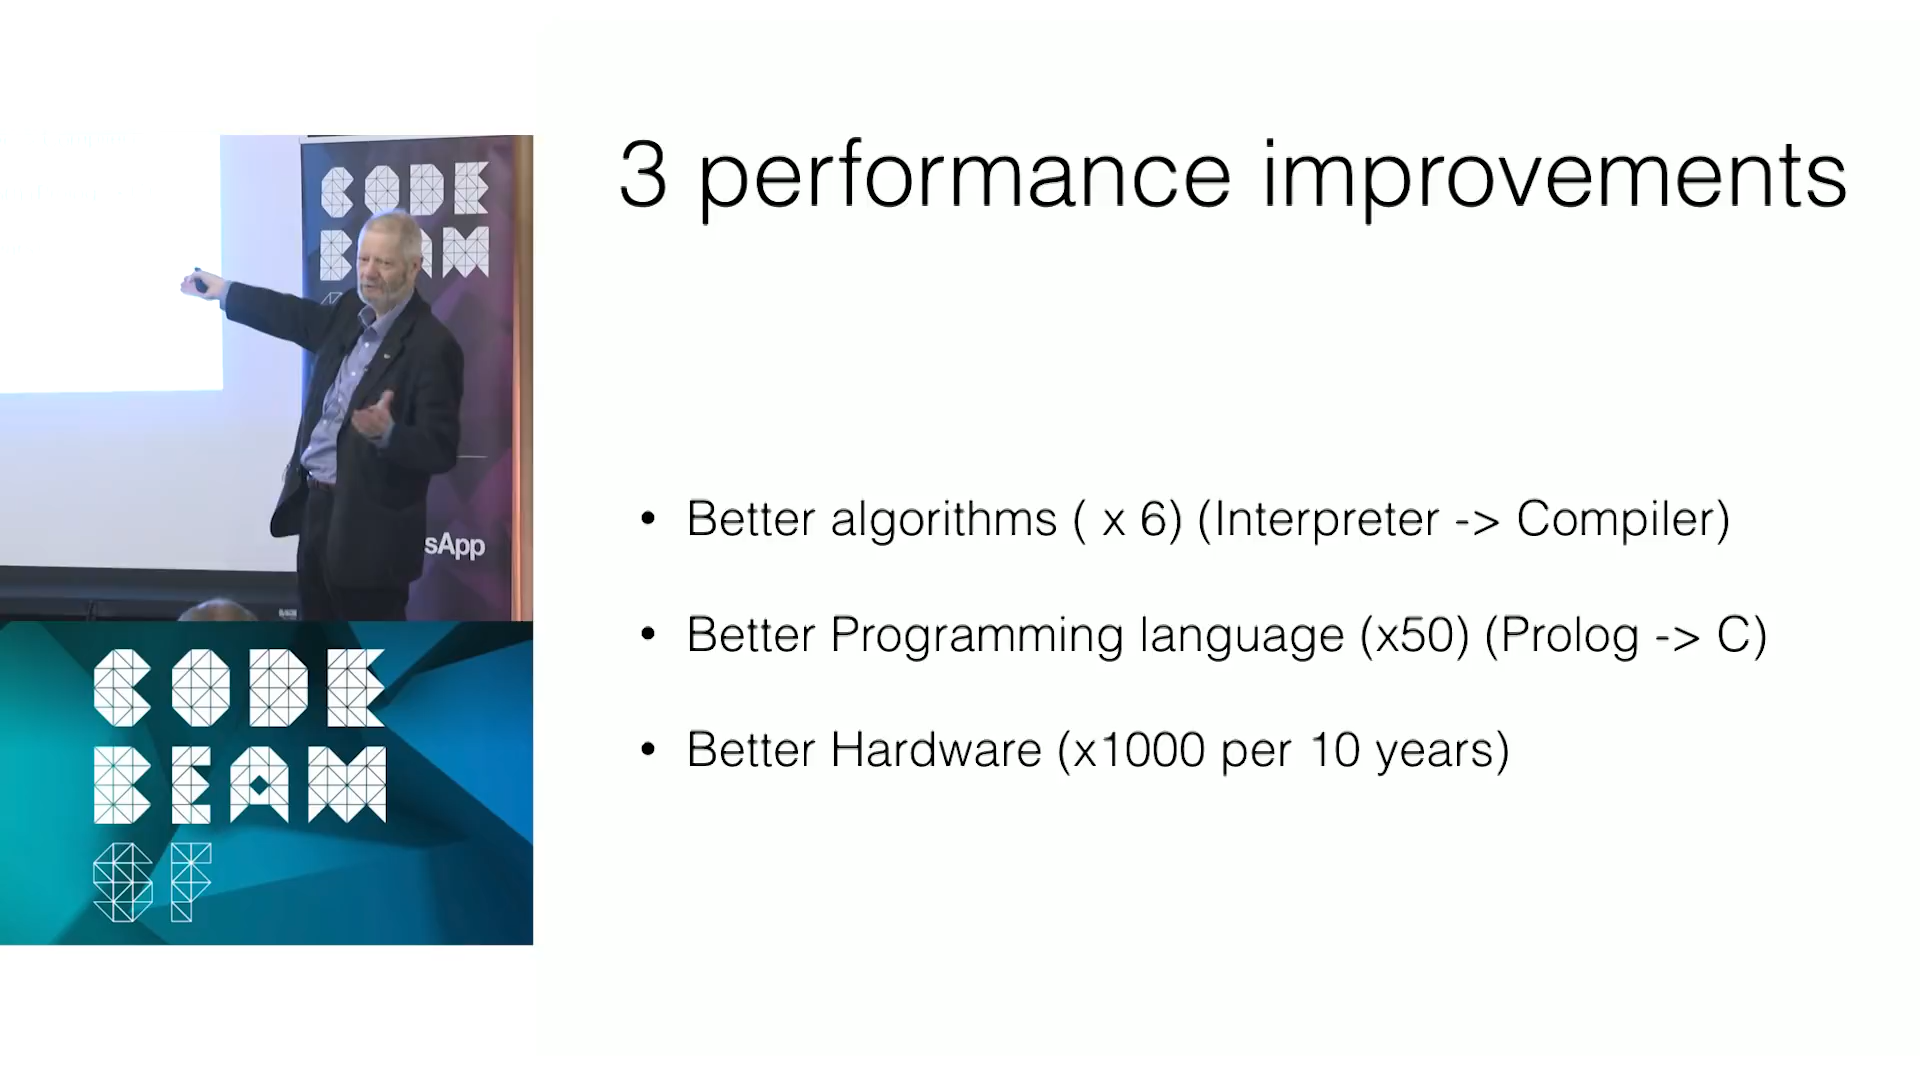 3 performance improvements
• Better algorithms ( x 6) (Interpreter -> Compiler)
• Better Programming language (x50) (Prolog -> C)
• Better Hardware (x1000 per 10 years)
CODE
BEAM
sApp
CODE
BEAM
SF